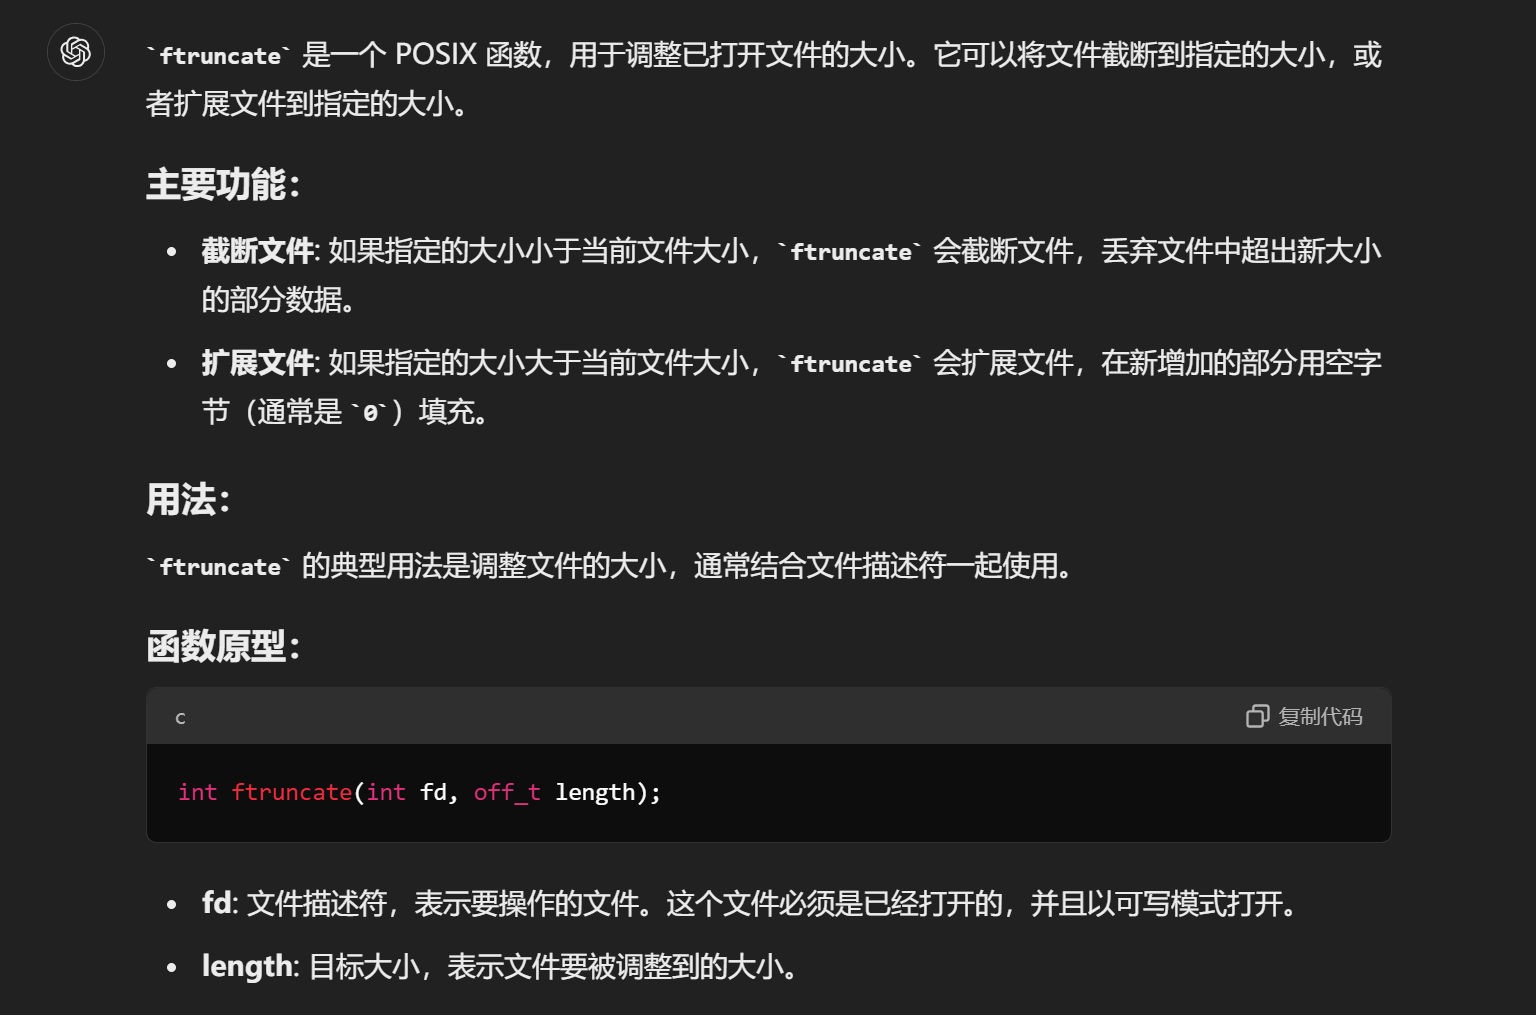 `ftruncate` 是一个 POSIX 函数，用于调整已打开文件的大小。它可以将文件截断到指定的大小，或
者扩展文件到指定的大小。
主要功能：
• 截断文件: 如果指定的大小小于当前文件大小，`ftruncate` 会截断文件，丢弃文件中超出新大小
的部分数据。
• 扩展文件: 如果指定的大小大于当前文件大小，`ftruncate` 会扩展文件，在新增加的部分用空字
节（通常是 `0`）填充。
用法：
`ftruncate` 的典型用法是调整文件的大小，通常结合文件描述符一起使用。
函数原型：
c 复制代码
int ftruncate(int fd, off_t length);
• fd: 文件描述符，表示要操作的文件。这个文件必须是已经打开的，并且以可写模式打开。
• length: 目标大小，表示文件要被调整到的大小。